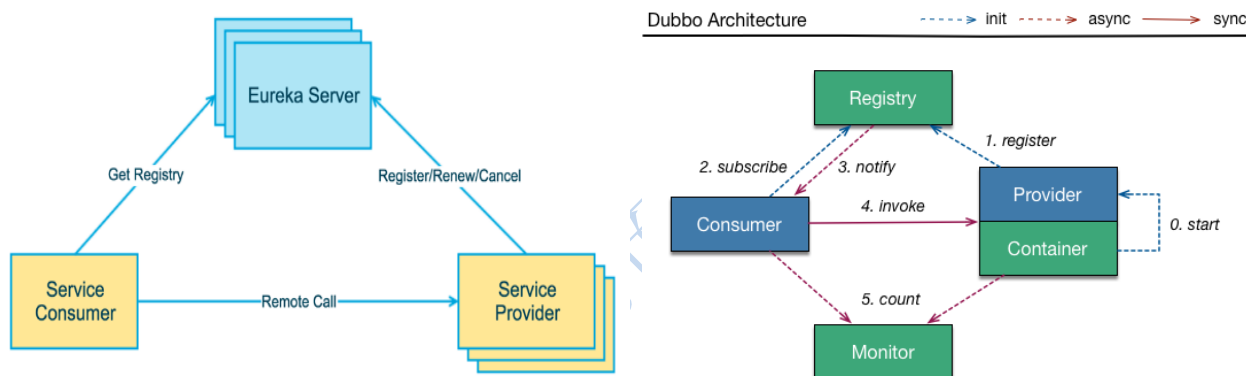 Eureka Server
Get Registry
Register/Renew/Cancel
Service
Consumer
Remote Call
Service
Provider
Dubbo Architecture
init
async
sync
Registry
1. register
2. subscribe
3. notify
Provider
4. invoke
Consumer
0. start
Container
5. count
Monitor